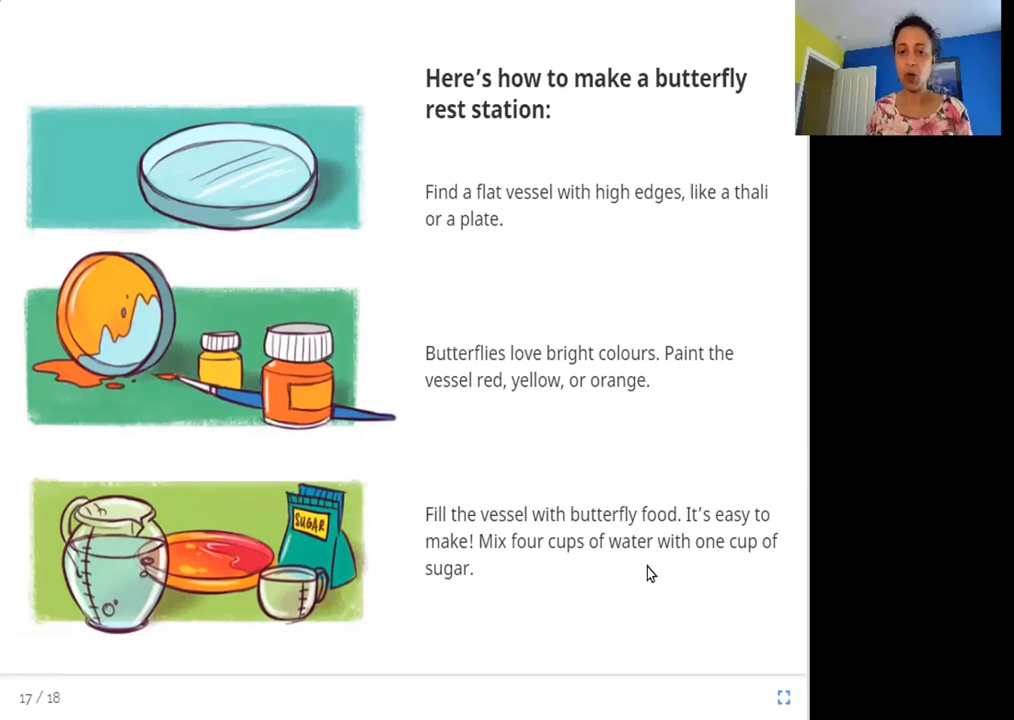 Here’s how to make a butterfly
rest station:
Find a flat vessel with high edges, like a thali
or a plate.
Butterflies love bright colours. Paint the
vessel red, yellow, or orange.
SUGAR
Fill the vessel with butterfly food. It’s easy to
make! Mix four cups of water with one cup of
sugar.
17 / 18